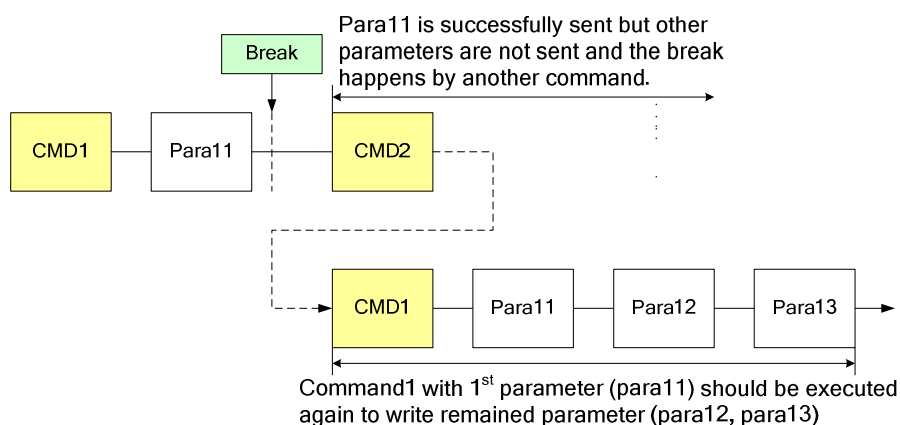 Para11 is successfully sent but other
parameters are not sent and the break
happens by another command.
Break
CMD1
Para11
CMD2
CMD1
Para11
Para12
Para13
Command1 with 1st parameter (para11) should be executed
again to write remained parameter (para12, para13)